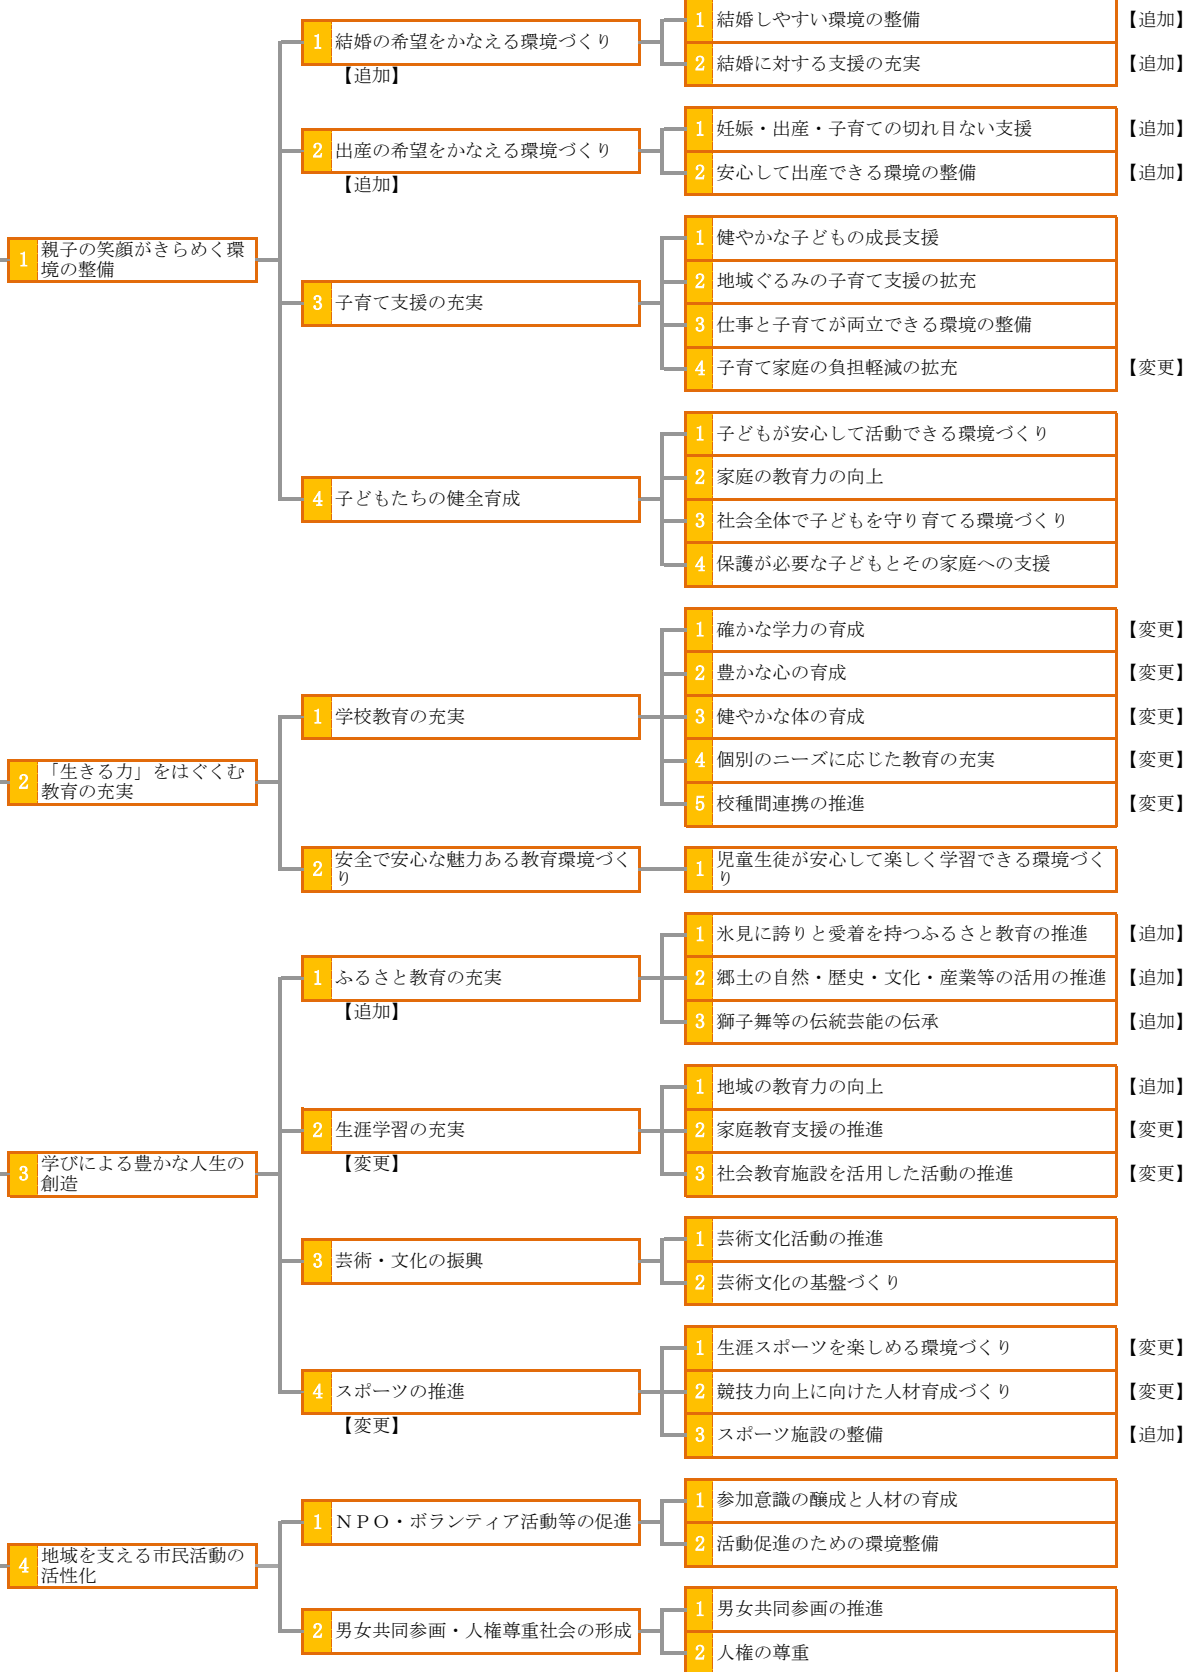 1 親子の笑顔がきらめく環
境の整備
1 結婚の希望をかなえる環境づくり
【追加】
1 結婚しやすい環境の整備 【追加】
2 結婚に対する支援の充実 【追加】
2 出産の希望をかなえる環境づくり
【追加】
1 妊娠・出産・子育ての切れ目ない支援 【追加】
2 安心して出産できる環境の整備 【追加】
3 子育て支援の充実
1 健やかな子どもの成長支援
2 地域ぐるみの子育て支援の拡充
3 仕事と子育てが両立できる環境の整備
4 子育て家庭の負担軽減の拡充 【変更】
4 子どもたちの健全育成
1 子どもが安心して活動できる環境づくり
2 家庭の教育力の向上
3 社会全体で子どもを守り育てる環境づくり
4 保護が必要な子どもとその家庭への支援
2 「生きる力」をはぐくむ
教育の充実
1 学校教育の充実
1 確かな学力の育成 【変更】
2 豊かな心の育成 【変更】
3 健やかな体の育成 【変更】
4 個別のニーズに応じた教育の充実 【変更】
5 校種間連携の推進 【変更】
2 安全で安心な魅力ある教育環境づく
り
1 児童生徒が安心して楽しく学習できる環境づく
り
3 学びによる豊かな人生の
創造
1 ふるさと教育の充実
【追加】
1 氷見に誇りと愛着を持つふるさと教育の推進 【追加】
2 郷土の自然・歴史・文化・産業等の活用の推進 【追加】
3 獅子舞等の伝統芸能の伝承 【追加】
2 生涯学習の充実
【変更】
1 地域の教育力の向上 【追加】
2 家庭教育支援の推進 【変更】
3 社会教育施設を活用した活動の推進 【変更】
3 芸術・文化の振興
1 芸術文化活動の推進
2 芸術文化の基盤づくり
4 スポーツの推進
【変更】
1 生涯スポーツを楽しめる環境づくり 【変更】
2 競技力向上に向けた人材育成づくり 【変更】
3 スポーツ施設の整備 【追加】
4 地域を支える市民活動の
活性化
1 ＮＰＯ・ボランティア活動等の促進
1 参加意識の醸成と人材の育成
2 活動促進のための環境整備
2 男女共同参画・人権尊重社会の形成
1 男女共同参画の推進
2 人権の尊重